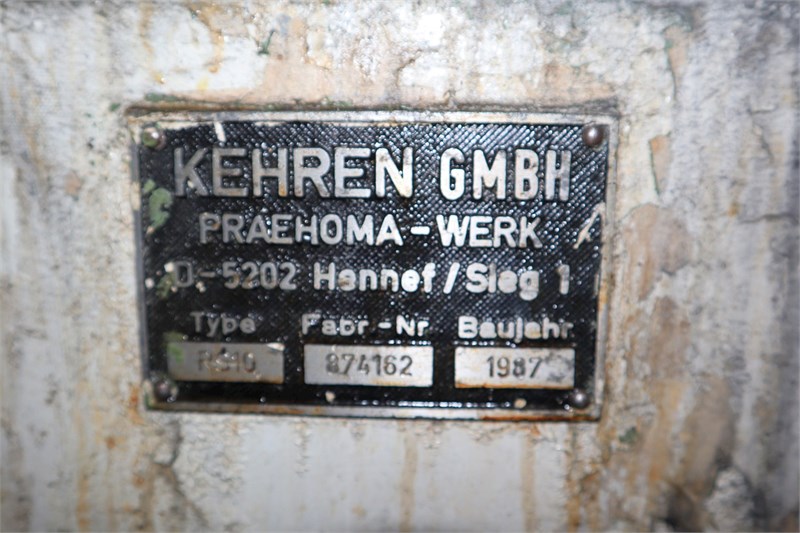 KEHREN GMBH
PRAEHOMA-WERK
D-5202 Hennef/Sieg 1
Type Fabr.-Nr. Baujahr
874162 1987